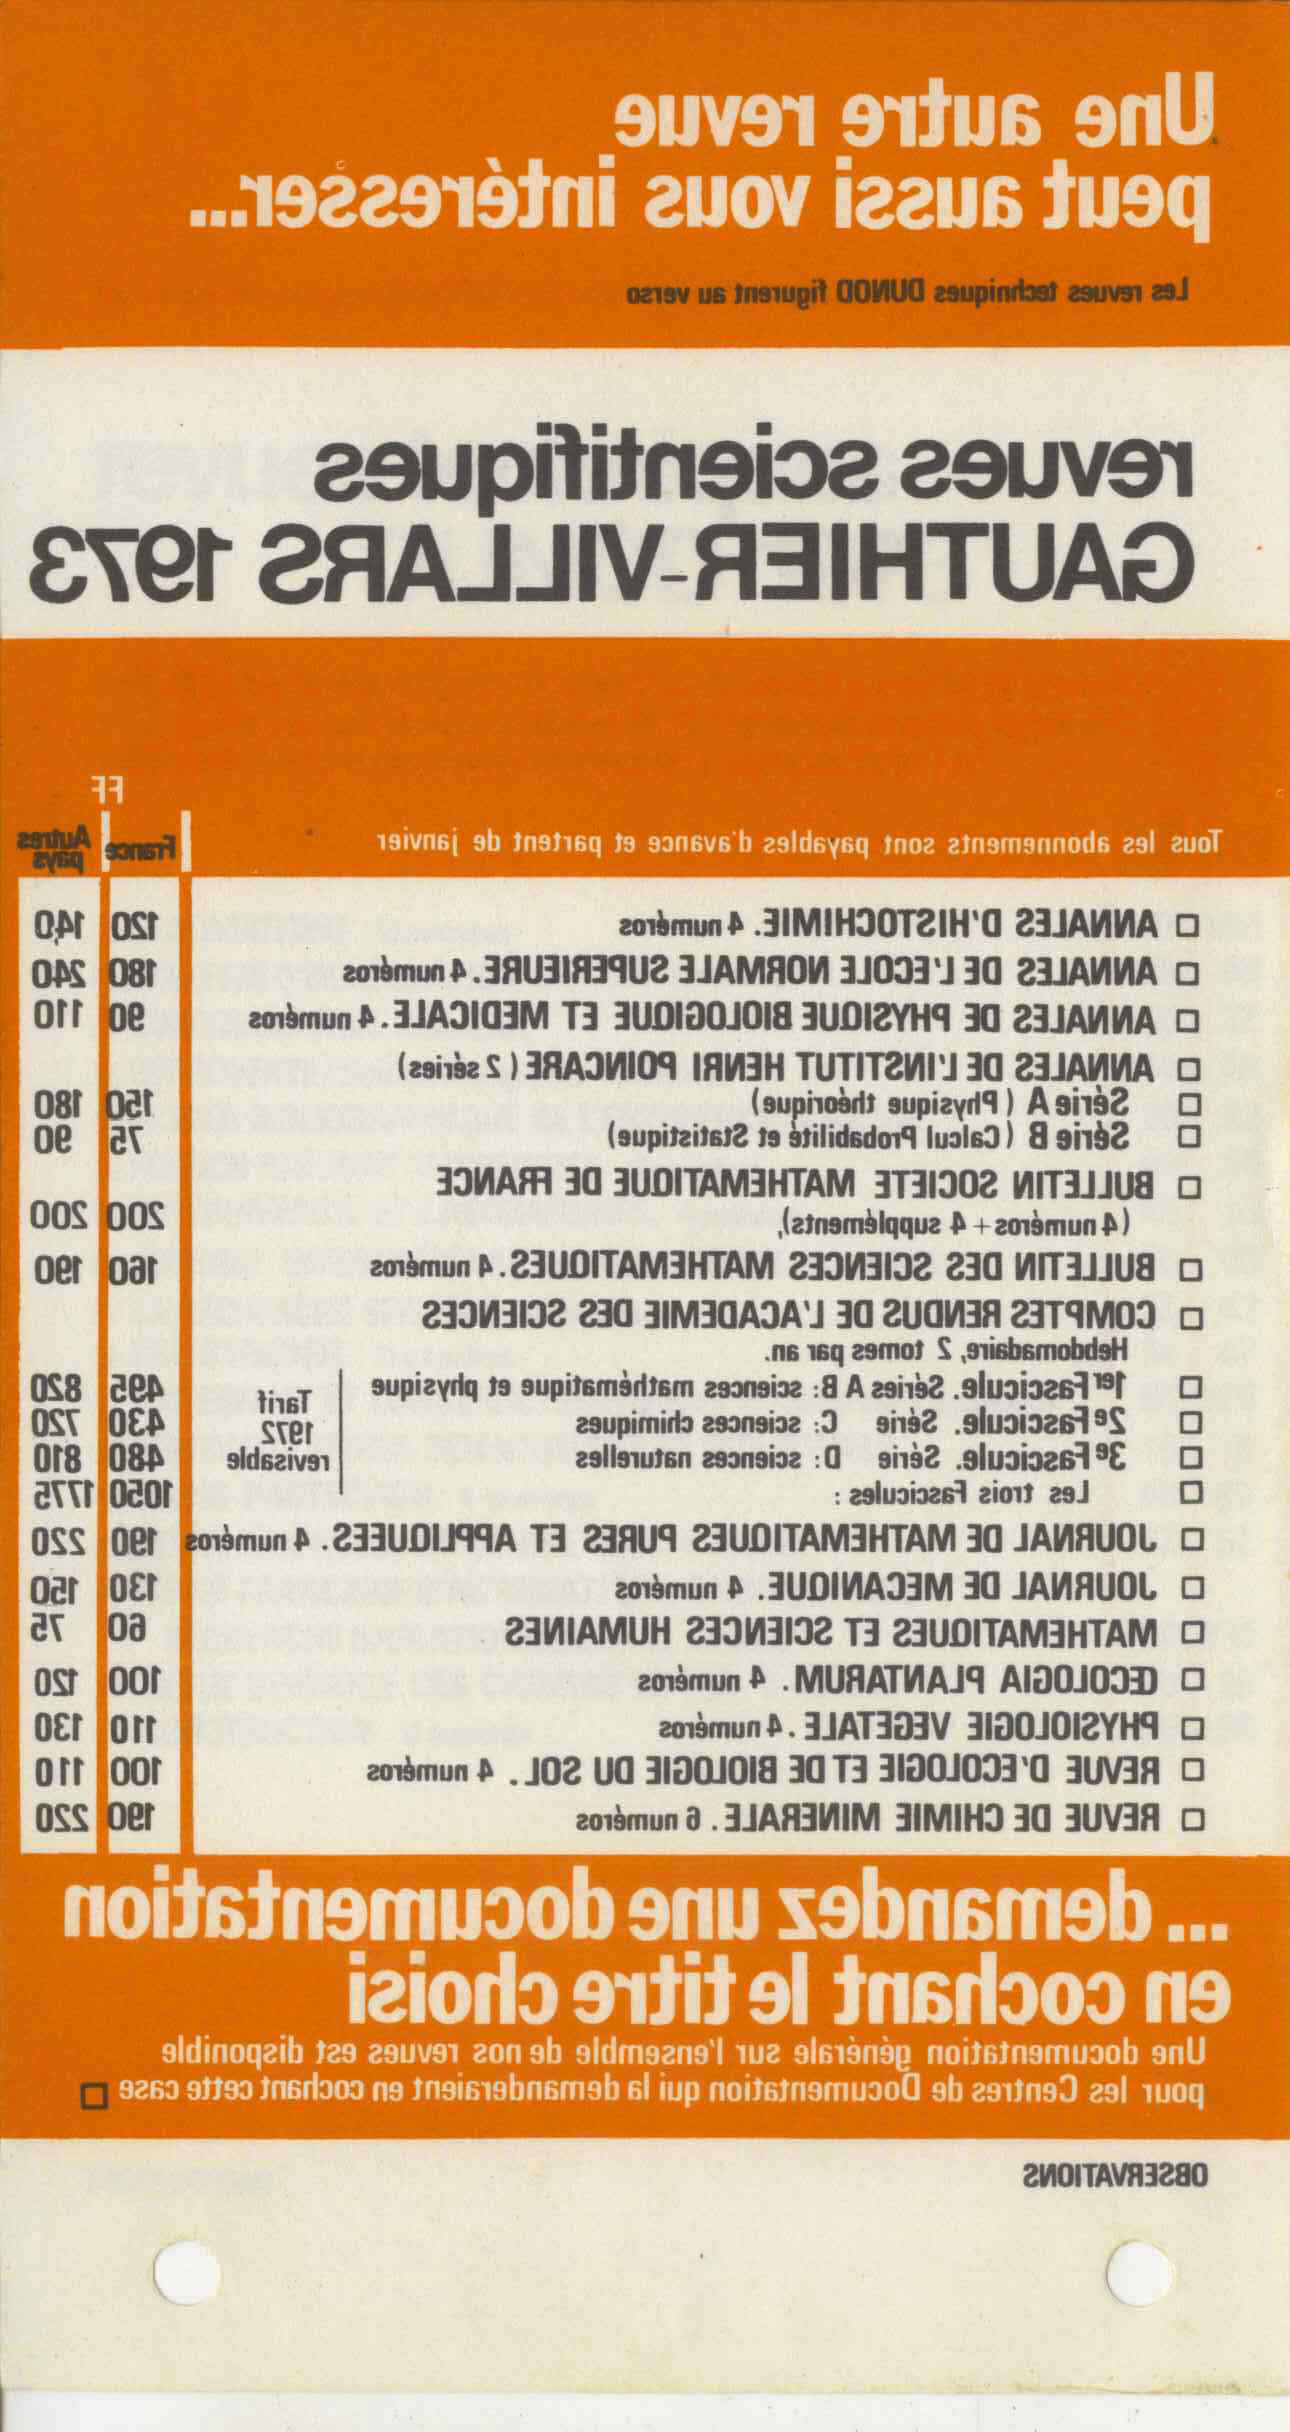 Une autre revue
peut aussi vous intéresser...
Les revues techniques DUNOD figurent au verso
revues scientifiques
GAUTHIER-VILLARS 1973
FF
Tous les abonnements sont payables d'avance et partent de janvier France Autres pays
ANNALES D'HISTOCHIMIE. 4 numéros 120 140
ANNALES DE L'ECOLE NORMALE SUPERIEURE. 4 numéros 180 240
ANNALES DE PHYSIQUE BIOLOGIQUE ET MEDICALE. 4 numéros 90 110
ANNALES DE L'INSTITUT HENRI POINCARE (2 séries)
Série A (Physique théorique) 150 180
Série B (Calcul Probabilité et Statistique) 75 90
BULLETIN SOCIETE MATHEMATIQUE DE FRANCE
(4 numéros + 4 suppléments), 200 200
BULLETIN DES SCIENCES MATHEMATIQUES. 4 numéros 160 190
COMPTES RENDUS DE L'ACADEMIE DES SCIENCES
Hebdomadaire, 2 tomes par an.
1er Fascicule. Séries A B: sciences mathématique et physique Tarif 495 820
2e Fascicule. Série C: sciences chimiques 1972 430 720
3e Fascicule. Série D: sciences naturelles revisable 480 810
Les trois Fascicules : 1050 1775
JOURNAL DE MATHEMATIQUES PURES ET APPLIQUEES. 4 numéros 190 220
JOURNAL DE MECANIQUE. 4 numéros 130 150
MATHEMATIQUES ET SCIENCES HUMAINES 60 75
ŒCOLOGIA PLANTARUM. 4 numéros 100 120
PHYSIOLOGIE VEGETALE. 4 numéros 110 130
REVUE D'ECOLOGIE ET DE BIOLOGIE DU SOL. 4 numéros 100 110
REVUE DE CHIMIE MINERALE. 6 numéros 190 220
... demandez une documentation
en cochant le titre choisi
Une documentation générale sur l'ensemble de nos revues est disponible
pour les Centres de Documentation qui la demanderaient en cochant cette case
OBSERVATIONS